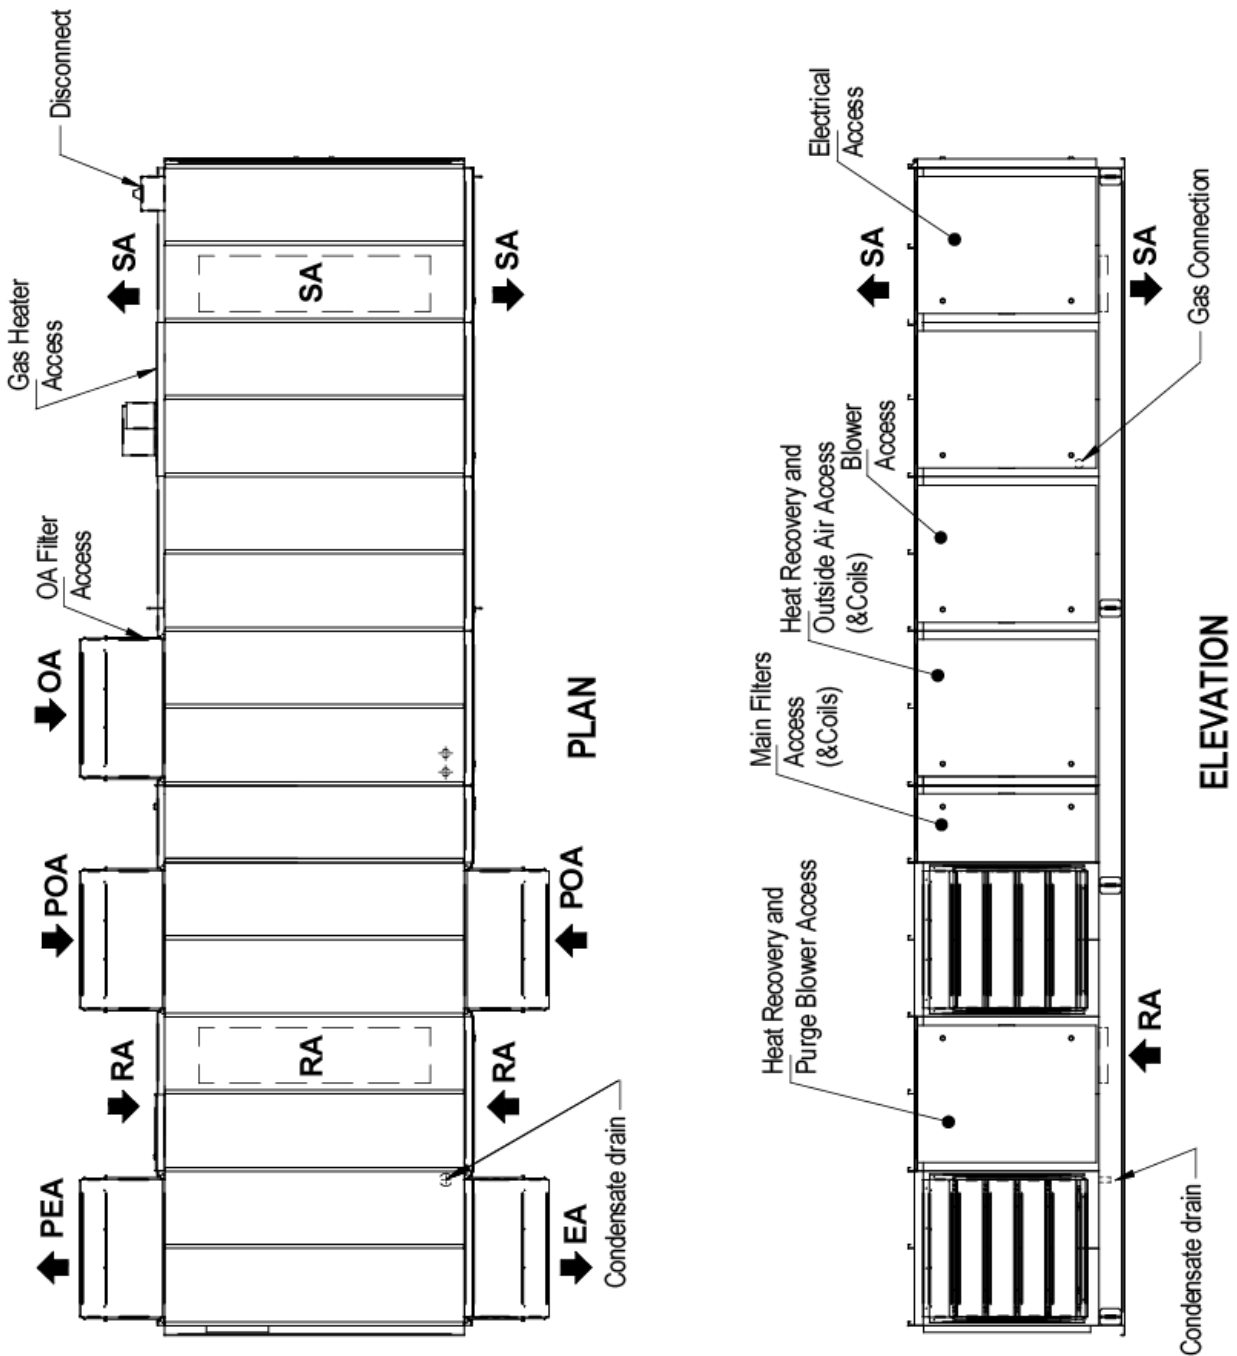 Disconnect
Gas Heater
Access
OA Filter
Access
SA
SA
SA
OA
POA
POA
RA
RA
RA
PEA
EA
Condensate drain
PLAN
Electrical
Access
SA
SA
Gas Connection
Blower
Access
Heat Recovery and
Outside Air Access
(&Coils)
Main Filters
Access
(&Coils)
Heat Recovery and
Purge Blower Access
RA
Condensate drain
ELEVATION